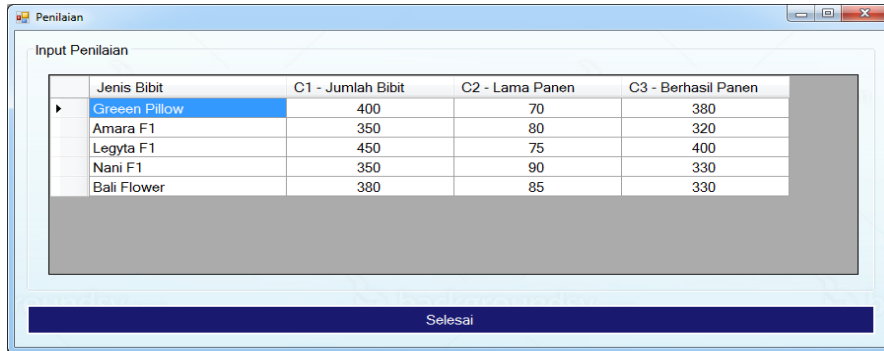 Penilaian
Input Penilaian
Jenis Bibit C1 - Jumlah Bibit C2 - Lama Panen C3 - Berhasil Panen
Greeen Pillow 400 70 380
Amara F1 350 80 320
Legyta F1 450 75 400
Nani F1 350 90 330
Bali Flower 380 85 330
Selesai